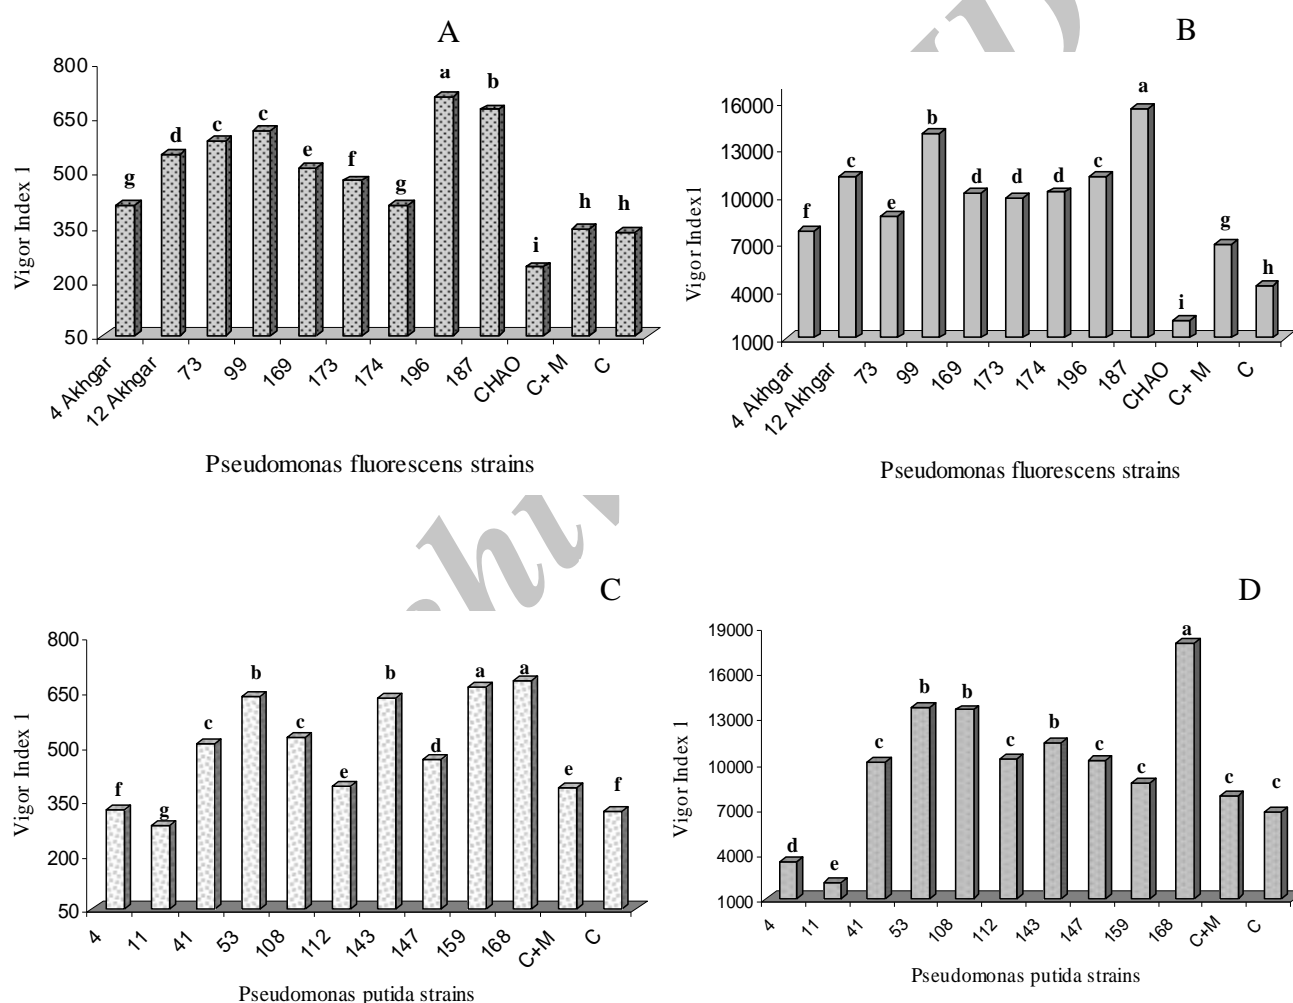 A
Vigor Index 1
800
650
500
350
200
50
g
d
c
c
e
f
g
a
b
i
h
h
4 Akhgar
12 Akhgar
73
99
169
173
174
196
187
CHAO
C+ M
C
Pseudomonas fluorescens strains
B
Vigor Index1
16000
13000
10000
7000
4000
1000
f
c
e
b
d
d
d
c
a
i
g
h
4 Akhgar
12 Akhgar
73
99
169
173
174
196
187
CHAO
C+ M
C
Pseudomonas fluorescens strains
C
Vigor Index 1
800
650
500
350
200
50
f
g
c
b
c
e
b
d
a
a
e
f
4
11
41
53
108
112
143
147
159
168
C+M
C
Pseudomonas putida strains
D
Vigor Index 1
19000
16000
13000
10000
7000
4000
1000
d
e
c
b
b
c
b
c
c
a
c
c
4
11
41
53
108
112
143
147
159
168
C+M
C
Pseudomonas putida strains